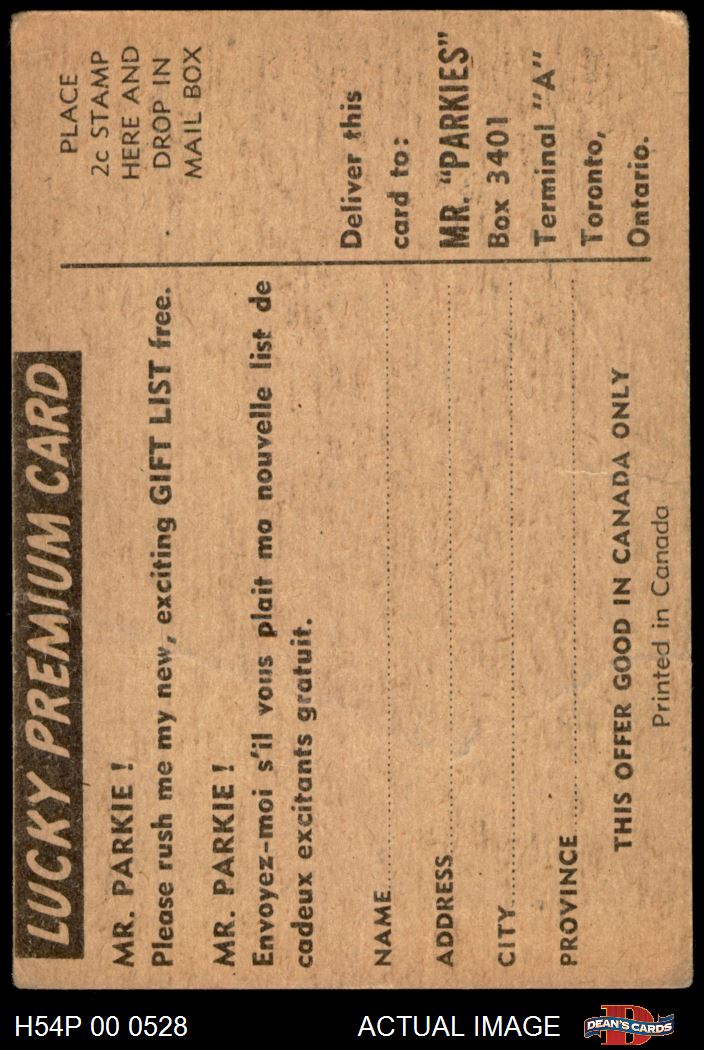 LUCKY PREMIUM CARD
MR. PARKIE !
Please rush me my new, exciting GIFT LIST free.
MR. PARKIE !
Envoyez-moi s'il vous plait ma nouvelle list de
cadeux excitants gratuit.
NAME
ADDRESS
CITY
PROVINCE
THIS OFFER GOOD IN CANADA ONLY
Printed in Canada
PLACE
2c STAMP
HERE AND
DROP IN
MAIL BOX
Deliver this
card to:
MR. "PARKIES"
Box 3401
Terminal "A"
Toronto,
Ontario.
H54P 00 0528
ACTUAL IMAGE
D
DEAN'S CARDS